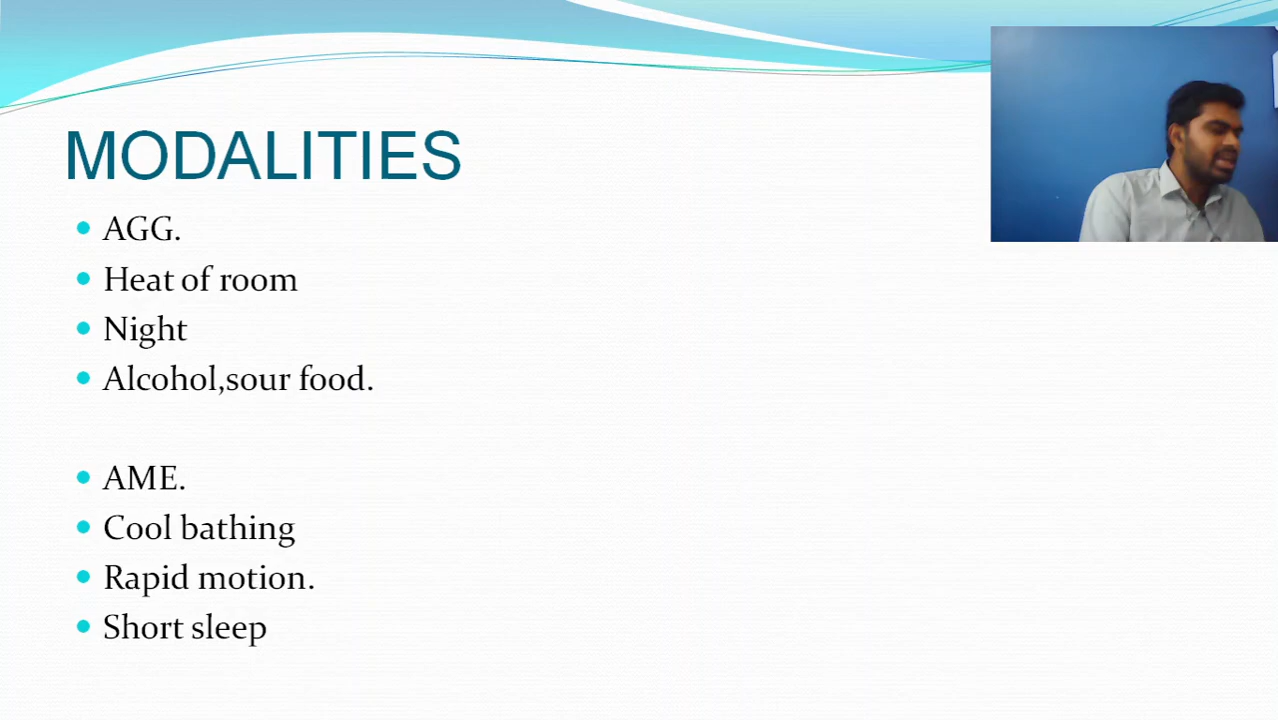 MODALITIES
AGG.
Heat of room
Night
Alcohol,sour food.
AME.
Cool bathing
Rapid motion.
Short sleep